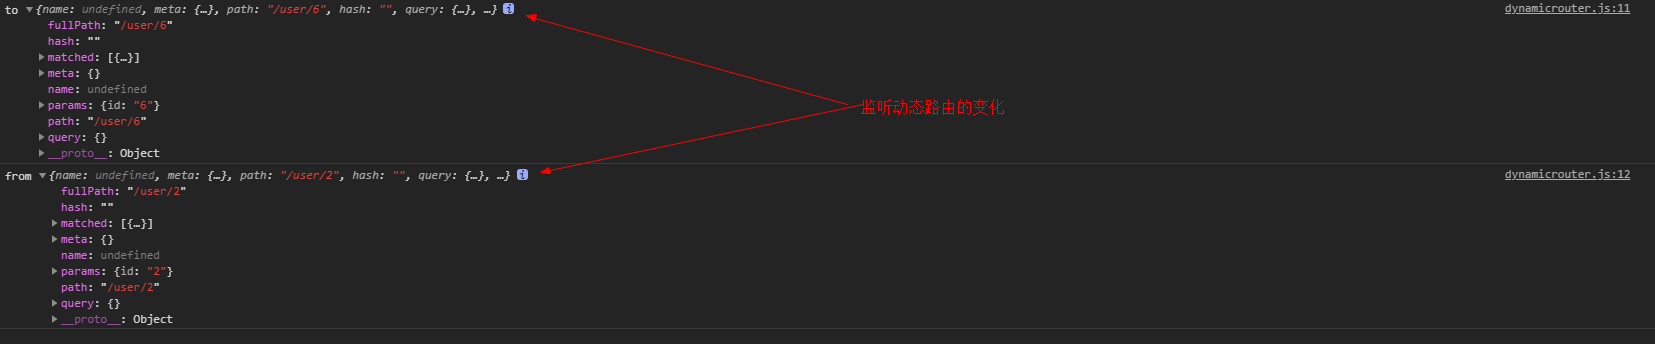 to ▼{name: undefined, meta: {…}, path: "/user/6", hash: "", query: {…}, …} i dynamicrouter.js:11
fullPath: "/user/6"
hash: ""
▶matched: [{…}]
▶meta: {}
name: undefined
▶params: {id: "6"}
path: "/user/6"
▶query: {}
▶__proto__: Object
监听动态路由的变化
from ▼{name: undefined, meta: {…}, path: "/user/2", hash: "", query: {…}, …} i dynamicrouter.js:12
fullPath: "/user/2"
hash: ""
▶matched: [{…}]
▶meta: {}
name: undefined
▶params: {id: "2"}
path: "/user/2"
▶query: {}
▶__proto__: Object